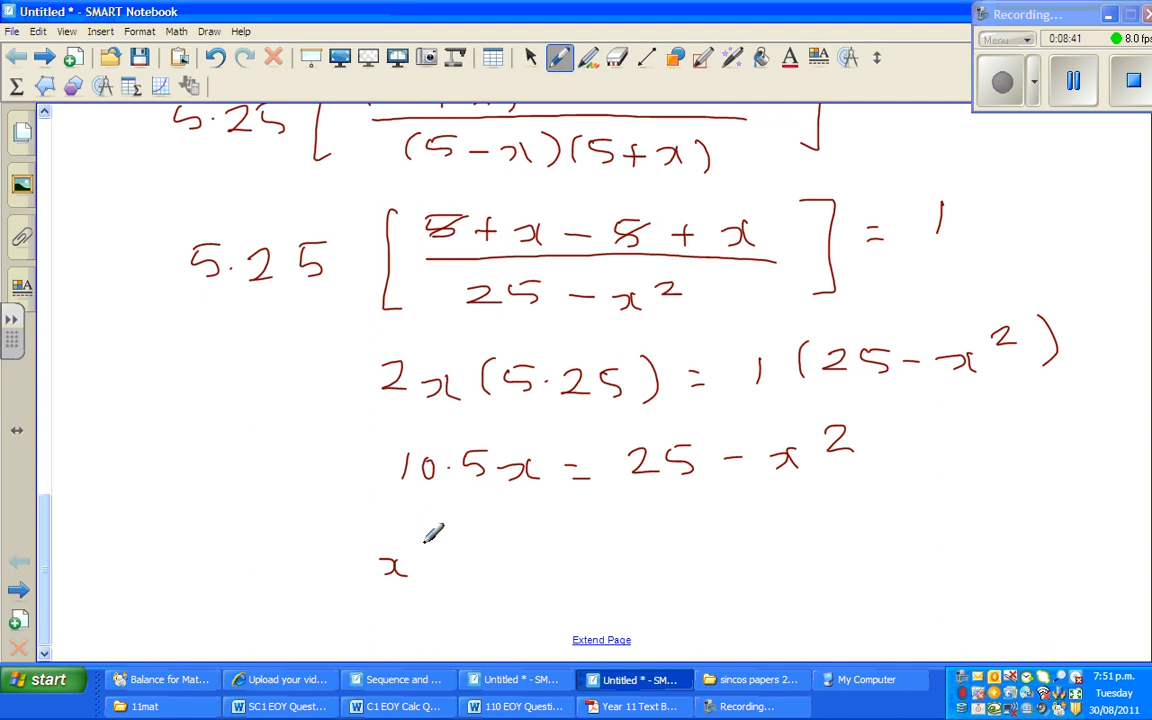 Untitled * - SMART Notebook
Recording...
File Edit View Insert Format Math Draw Help
Menu 0:08:41 8.0 fps
5.25
(5-x)(5+x)
5.25 [ 5+x-5+x ] = 1
25-x²
2x(5.25) = 1(25-x²)
10.5x = 25-x²
x
Extend Page
start Balance for Mat... Upload your vid... Sequence and ... Untitled * - SM... Untitled * - SM... sincos papers 2... My Computer 7:51 p.m.
Tuesday
11mat SC1 EOY Quest... C1 EOY Calc Q... 110 EOY Questi... Year 11 Text B... Recording... 30/08/2011